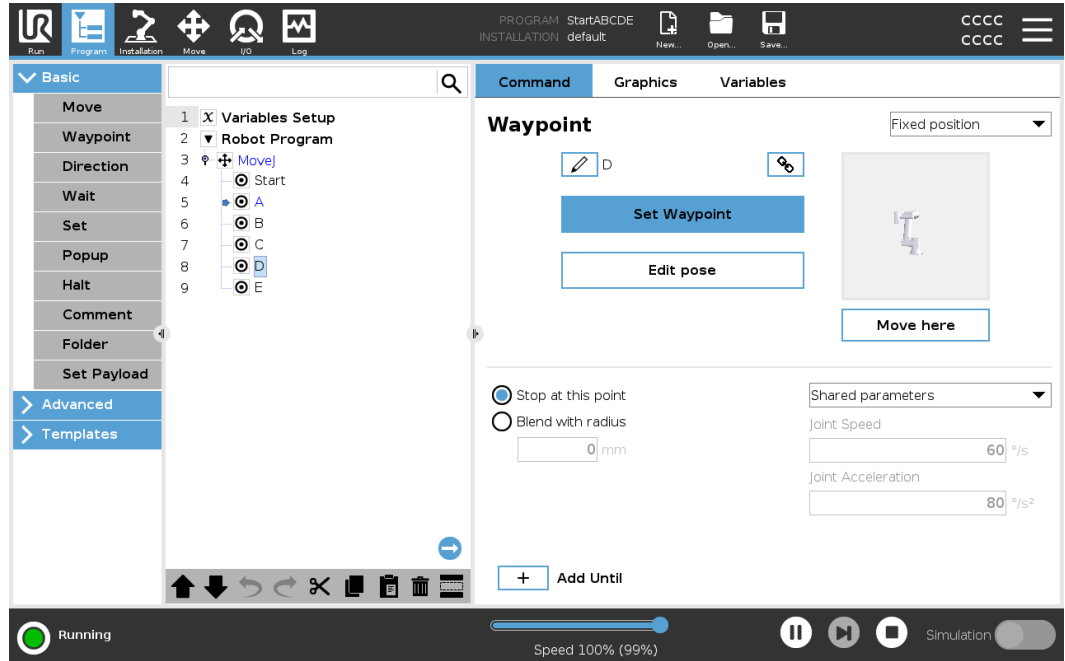 PROGRAM StartABCDE
INSTALLATION default
CCCC
CCCC
UR
Run
Program
Installation
Move
I/O
Log
New...
Open...
Save...
Basic
Move
Waypoint
Direction
Wait
Set
Popup
Halt
Comment
Folder
Set Payload
Advanced
Templates
1 X Variables Setup
2 Robot Program
3 MoveJ
4 Start
5 A
6 B
7 C
8 D
9 E
Command Graphics Variables
Waypoint
Fixed position
D
Set Waypoint
Edit pose
Move here
Stop at this point
Blend with radius
0 mm
Shared parameters
Joint Speed
60 °/s
Joint Acceleration
80 °/s²
+ Add Until
Running
Speed 100% (99%)
Simulation